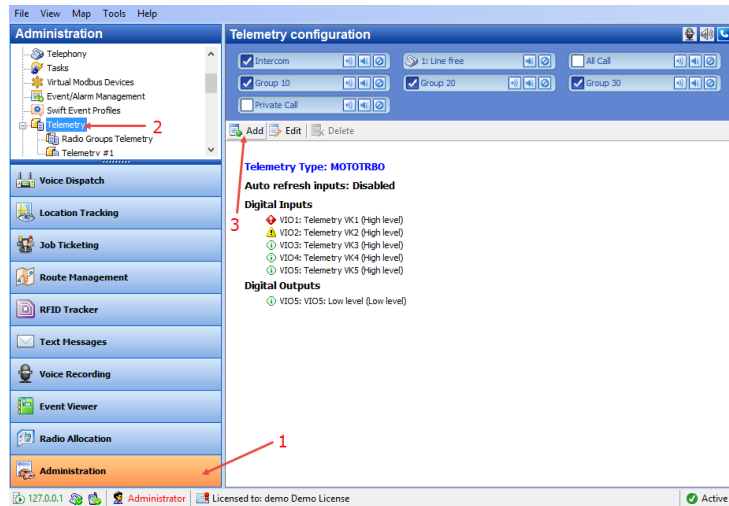 File View Map Tools Help
Administration
Telephony
Tasks
Virtual Modbus Devices
Event/Alarm Management
Swift Event Profiles
Telemetry
2
Radio Groups Telemetry
Telemetry #1
Voice Dispatch
Location Tracking
Job Ticketing
Route Management
RFID Tracker
Text Messages
Voice Recording
Event Viewer
Radio Allocation
Administration
1
Telemetry configuration
Intercom
1: Line free
All Call
Group 10
Group 20
Group 30
Private Call
Add Edit Delete
3
Telemetry Type: MOTOTRBO
Auto refresh inputs: Disabled
Digital Inputs
VIO1: Telemetry VK1 (High level)
VIO2: Telemetry VK2 (High level)
VIO3: Telemetry VK3 (High level)
VIO4: Telemetry VK4 (High level)
VIO5: Telemetry VK5 (High level)
Digital Outputs
VIO5: VIO5: Low level (Low level)
127.0.0.1 Administrator Licensed to: demo Demo License Active